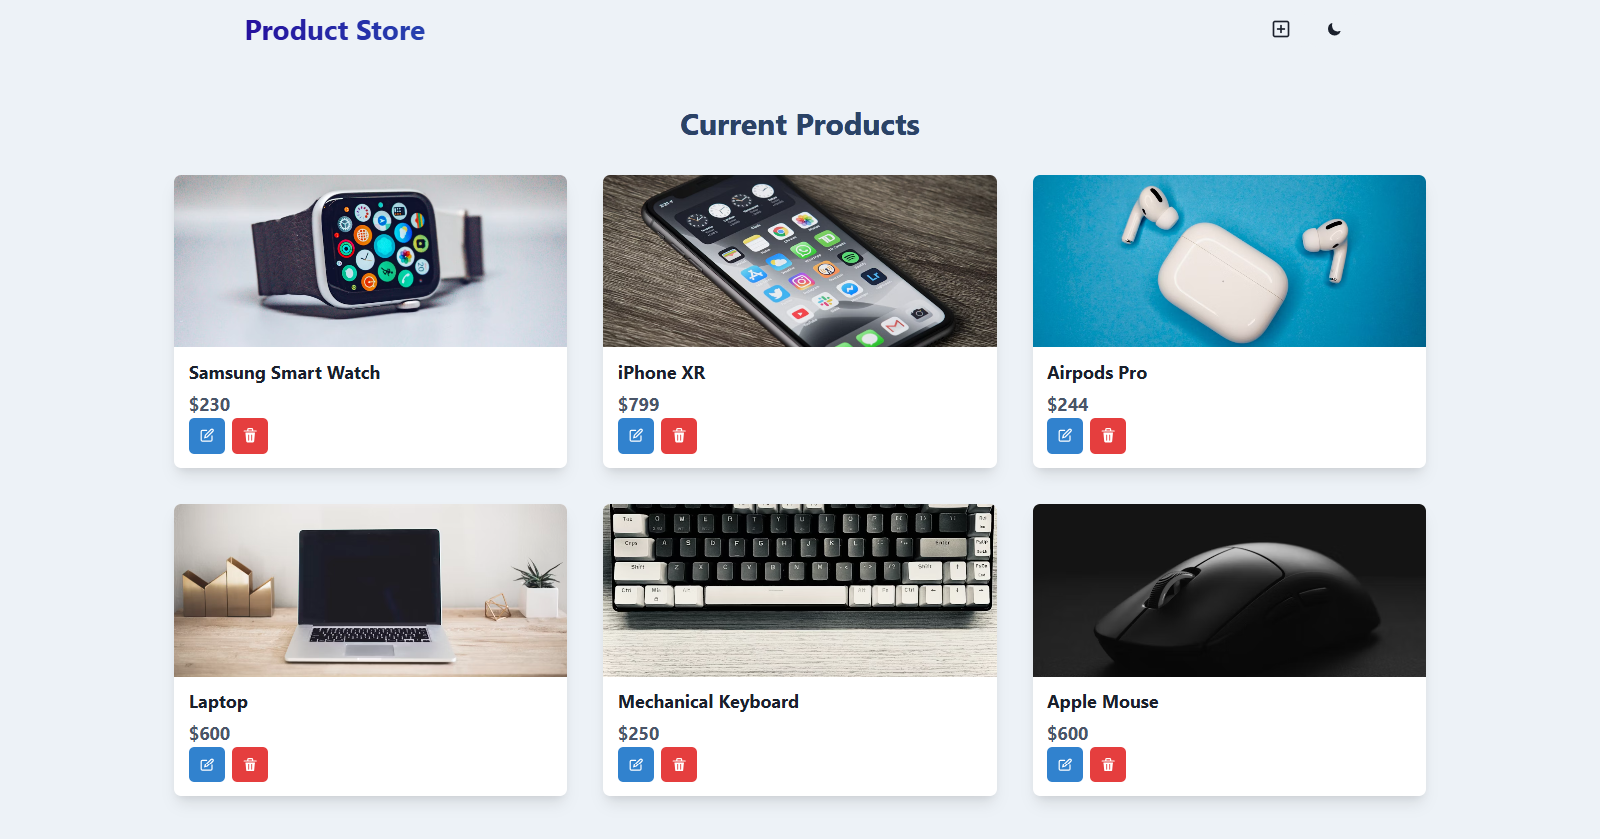 Product Store
Current Products
Samsung Smart Watch
$230
iPhone XR
$799
Airpods Pro
$244
Laptop
$600
Mechanical Keyboard
$250
Apple Mouse
$600